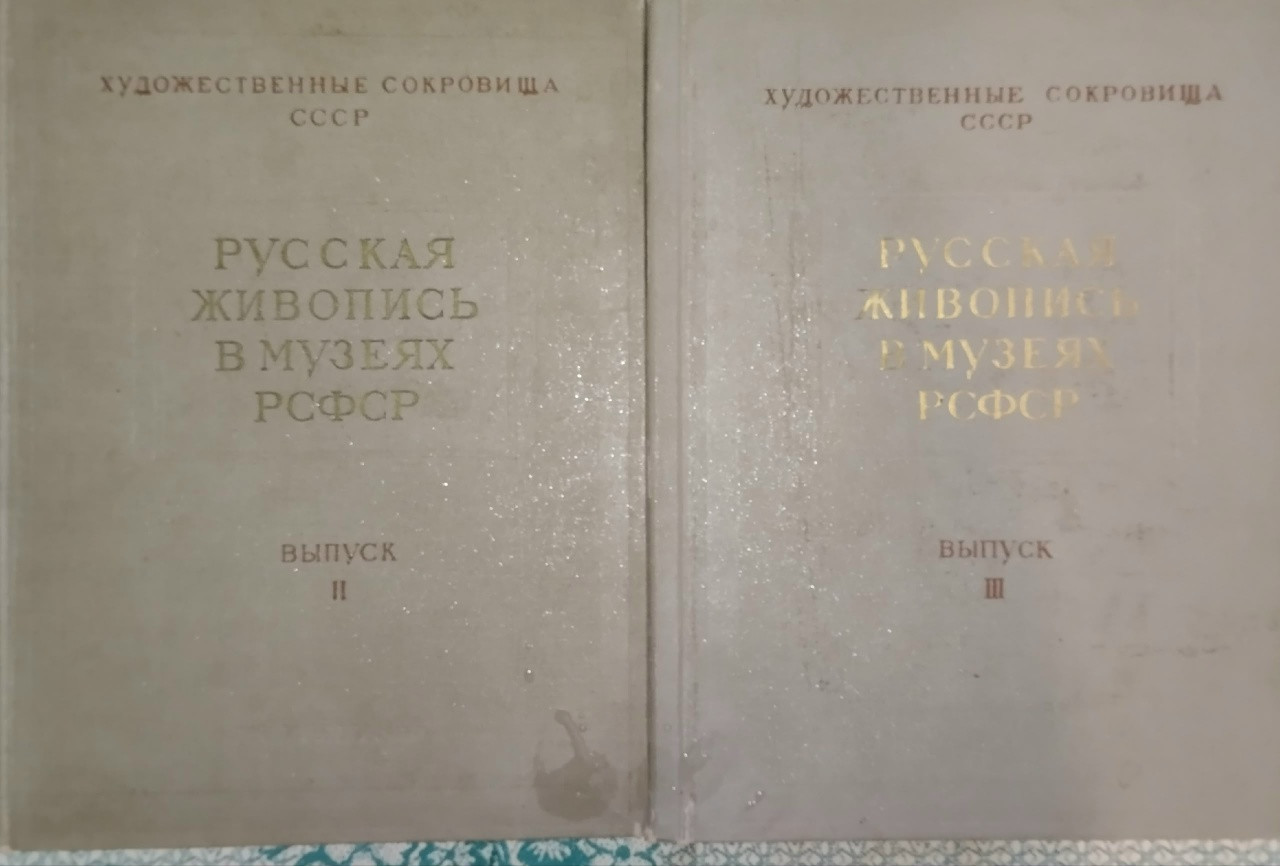 ХУДОЖЕСТВЕННЫЕ СОКРОВИЩА
СССР
РУССКАЯ
ЖИВОПИСЬ
В МУЗЕЯХ
РСФСР
ВЫПУСК
II
ХУДОЖЕСТВЕННЫЕ СОКРОВИЩА
СССР
РУССКАЯ
ЖИВОПИСЬ
В МУЗЕЯХ
РСФСР
ВЫПУСК
III